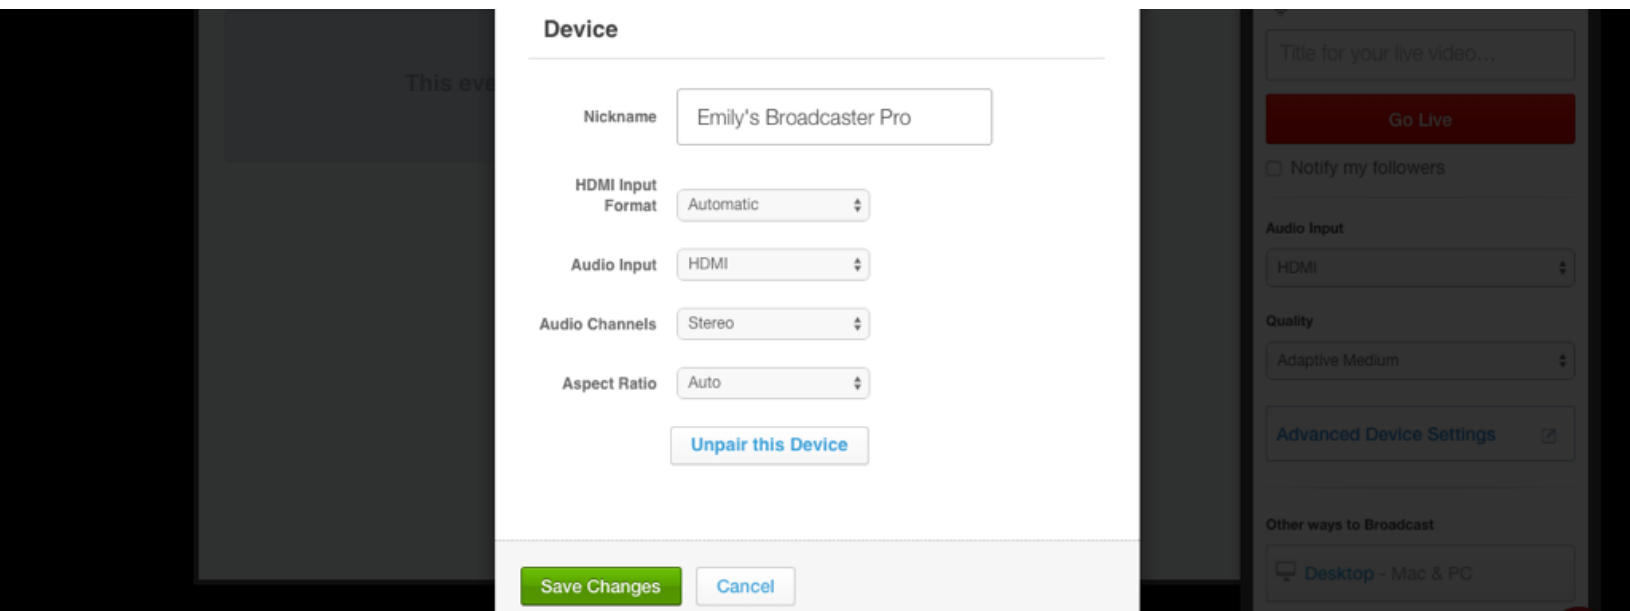 Device
Nickname
Emily's Broadcaster Pro
HDMI Input
Format
Automatic
Audio Input
HDMI
Audio Channels
Stereo
Aspect Ratio
Auto
Unpair this Device
Save Changes
Cancel
This eve
Title for your live video...
Go Live
Notify my followers
Audio Input
HDMI
Quality
Adaptive Medium
Advanced Device Settings
Other ways to Broadcast
Desktop - Mac & PC